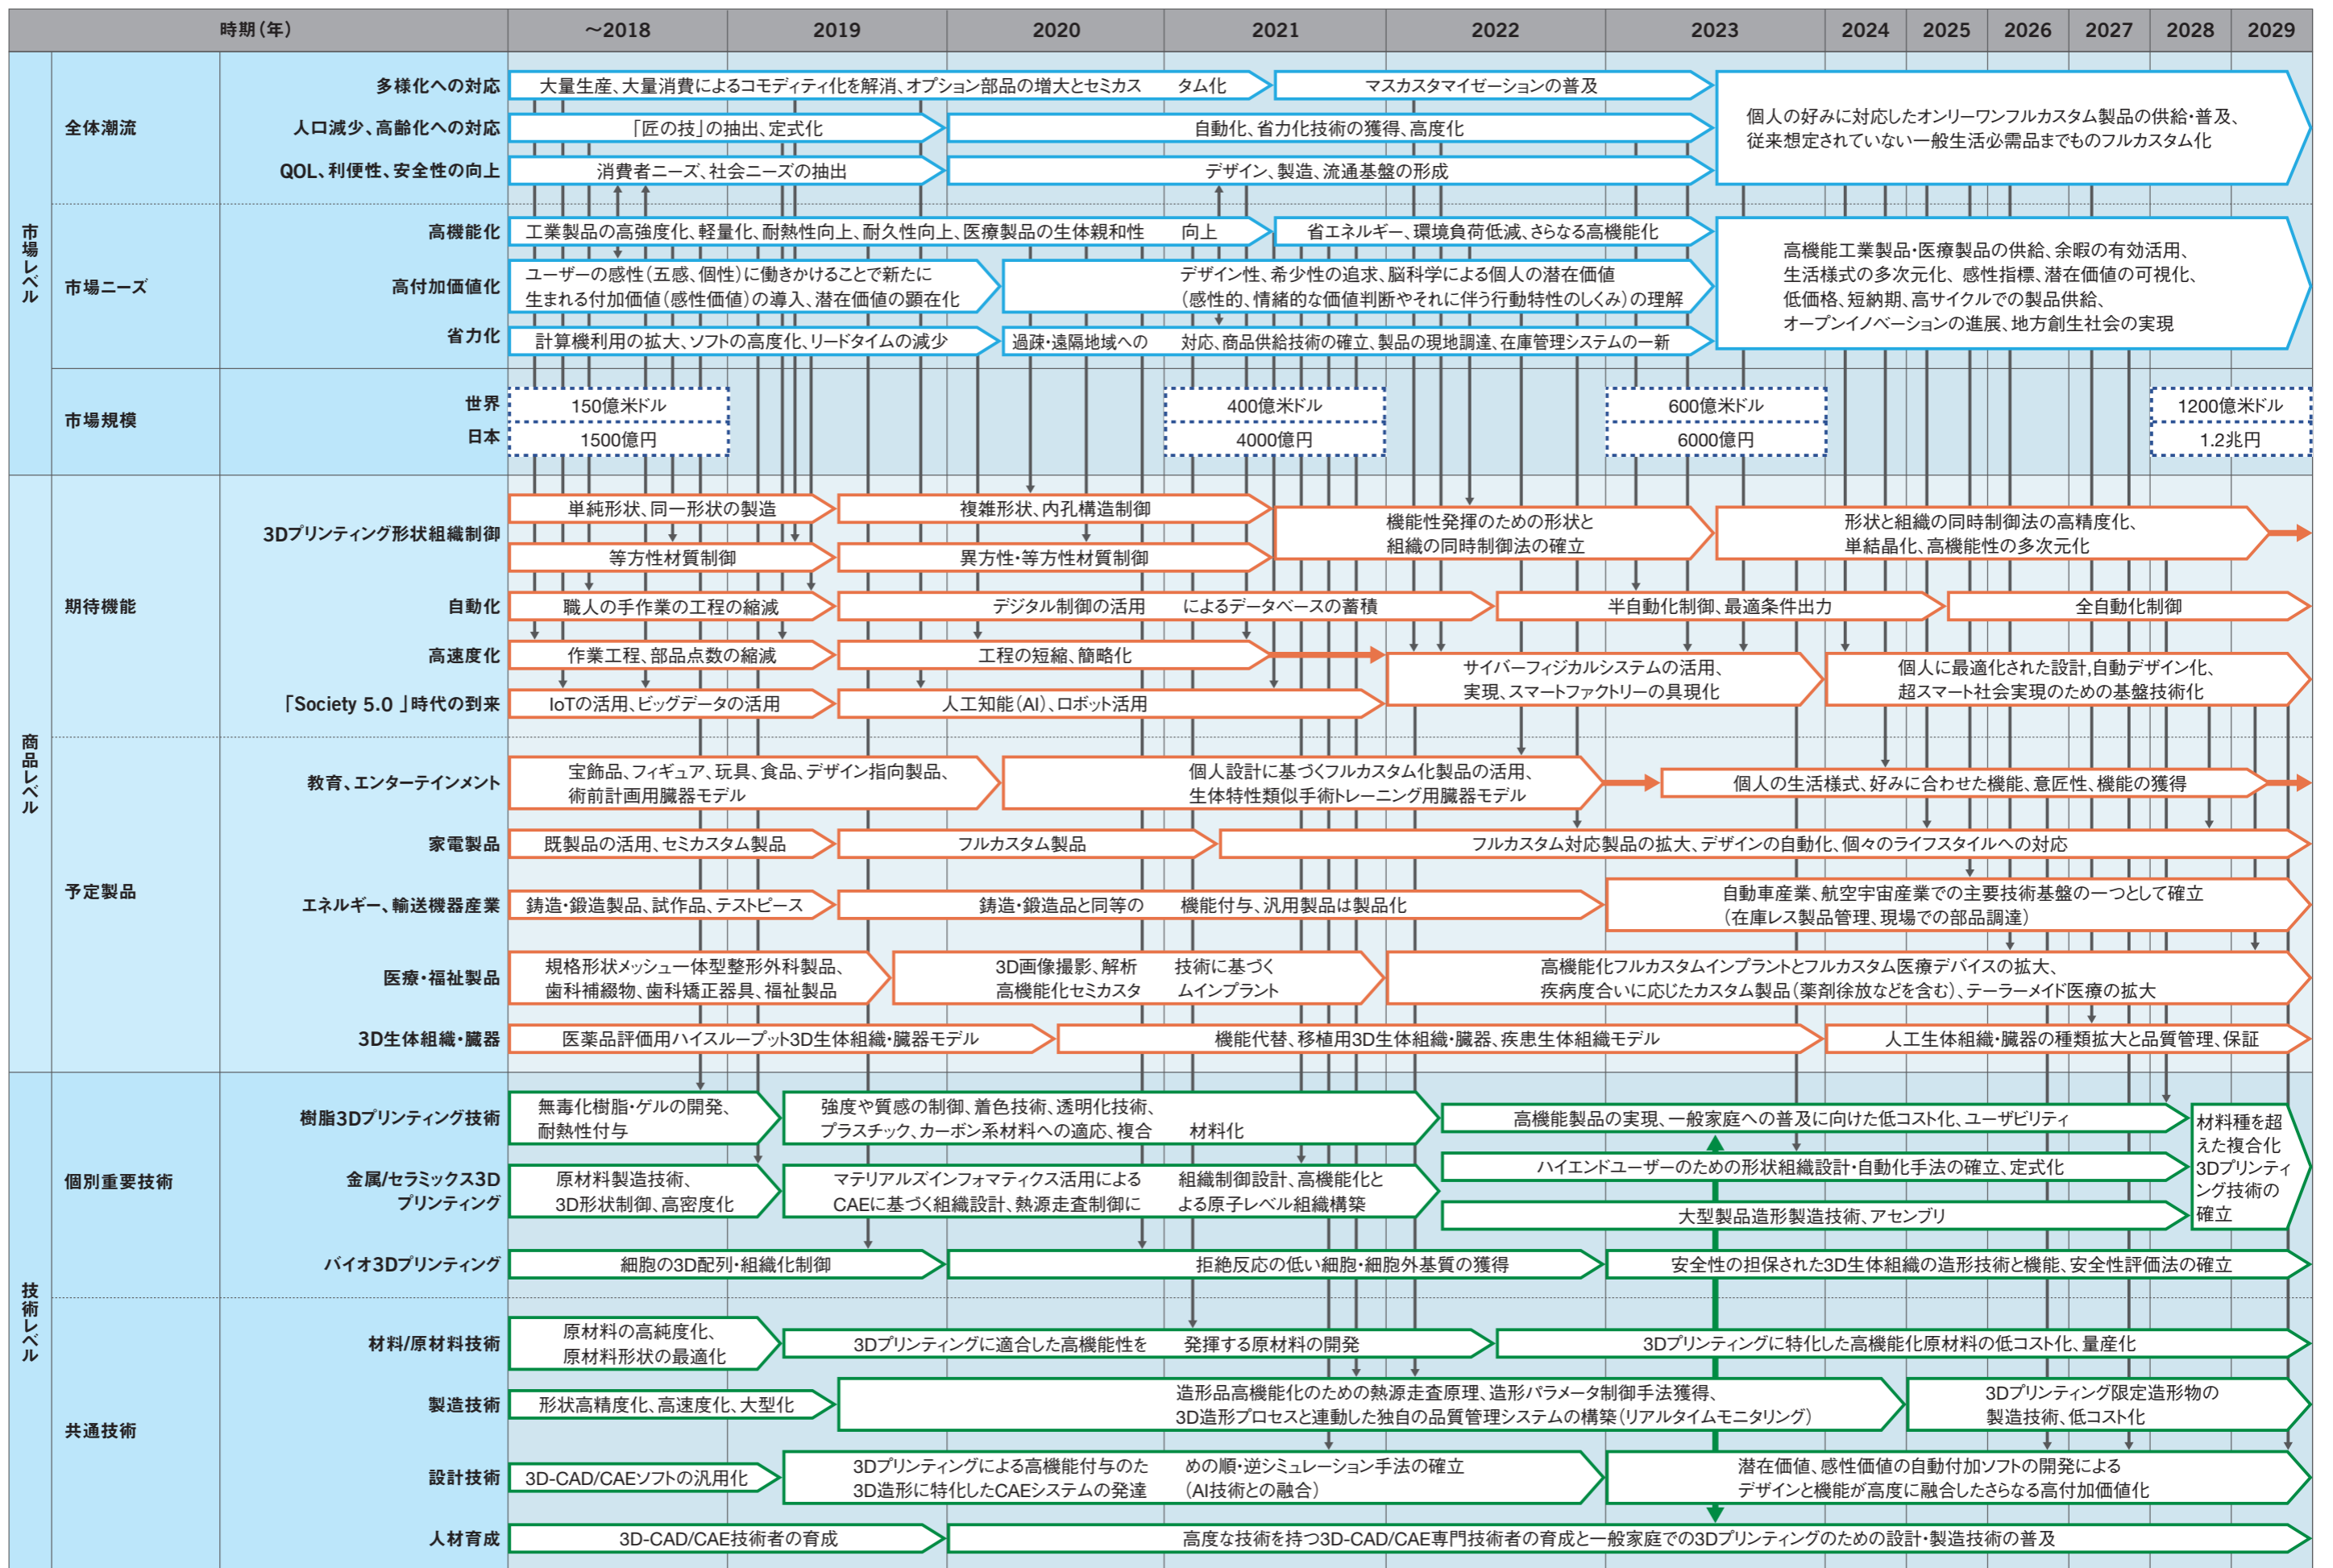 時期（年）
～2018
2019
2020
2021
2022
2023
2024
2025
2026
2027
2028
2029
市場レベル
全体潮流
多様化への対応
大量生産、大量消費によるコモディティ化を解消、オプション部品の増大とセミカス タム化
マスカスタマイゼーションの普及
人口減少、高齢化への対応
「匠の技」の抽出、定式化
自動化、省力化技術の獲得、高度化
QOL、利便性、安全性の向上
消費者ニーズ、社会ニーズの抽出
デザイン、製造、流通基盤の形成
個人の好みに対応したオンリーワンフルカスタム製品の供給・普及、
従来想定されていない一般生活必需品までものフルカスタム化
市場ニーズ
高機能化
工業製品の高強度化、軽量化、耐熱性向上、耐久性向上、医療製品の生体親和性 向上
省エネルギー、環境負荷低減、さらなる高機能化
高付加価値化
ユーザーの感性（五感、個性）に働きかけることで新たに
生まれる付加価値（感性価値）の導入、潜在価値の顕在化
デザイン性、希少性の追求、脳科学による個人の潜在価値
（感性的、情緒的な価値判断やそれに伴う行動特性のしくみ）の理解
省力化
計算機利用の拡大、ソフトの高度化、リードタイムの減少
過疎・遠隔地域への 対応、商品供給技術の確立、製品の現地調達、在庫管理システムの一新
高機能工業製品・医療製品の供給、余暇の有効活用、
生活様式の多次元化、 感性指標、潜在価値の可視化、
低価格、短納期、高サイクルでの製品供給、
オープンイノベーションの進展、地方創生社会の実現
市場規模
世界
150億米ドル
400億米ドル
600億米ドル
1200億米ドル
日本
1500億円
4000億円
6000億円
1.2兆円
商品レベル
期待機能
3Dプリンティング形状組織制御
単純形状、同一形状の製造
複雑形状、内孔構造制御
等方性材質制御
異方性・等方性材質制御
機能性発揮のための形状と
組織の同時制御法の確立
形状と組織の同時制御法の高精度化、
単結晶化、高機能性の多次元化
自動化
職人の手作業の工程の縮減
デジタル制御の活用 によるデータベースの蓄積
半自動化制御、最適条件出力
全自動化制御
高速度化
作業工程、部品点数の縮減
工程の短縮、簡略化
「Society 5.0 」時代の到来
IoTの活用、ビッグデータの活用
人工知能（AI）、ロボット活用
サイバーフィジカルシステムの活用、
実現、スマートファクトリーの具現化
個人に最適化された設計,自動デザイン化、
超スマート社会実現のための基盤技術化
予定製品
教育、エンターテインメント
宝飾品、フィギュア、玩具、食品、デザイン指向製品、
術前計画用臓器モデル
個人設計に基づくフルカスタム化製品の活用、
生体特性類似手術トレーニング用臓器モデル
個人の生活様式、好みに合わせた機能、意匠性、機能の獲得
家電製品
既製品の活用、セミカスタム製品
フルカスタム製品
フルカスタム対応製品の拡大、デザインの自動化、個々のライフスタイルへの対応
エネルギー、輸送機器産業
鋳造・鍛造製品、試作品、テストピース
鋳造・鍛造品と同等の 機能付与、汎用製品は製品化
自動車産業、航空宇宙産業での主要技術基盤の一つとして確立
（在庫レス製品管理、現場での部品調達）
医療・福祉製品
規格形状メッシュ一体型整形外科製品、
歯科補綴物、歯科矯正器具、福祉製品
3D画像撮影、解析 技術に基づく
高機能化セミカスタ ムインプラント
高機能化フルカスタムインプラントとフルカスタム医療デバイスの拡大、
疾病度合いに応じたカスタム製品（薬剤徐放などを含む）、テーラーメイド医療の拡大
3D生体組織・臓器
医薬品評価用ハイスループット3D生体組織・臓器モデル
機能代替、移植用3D生体組織・臓器、疾患生体組織モデル
人工生体組織・臓器の種類拡大と品質管理、保証
技術レベル
個別重要技術
樹脂3Dプリンティング技術
無毒化樹脂・ゲルの開発、
耐熱性付与
強度や質感の制御、着色技術、透明化技術、
プラスチック、カーボン系材料への適応、複合 材料化
高機能製品の実現、一般家庭への普及に向けた低コスト化、ユーザビリティ
金属/セラミックス3D
プリンティング
原材料製造技術、
3D形状制御、高密度化
マテリアルズインフォマティクス活用による 組織制御設計、高機能化と
CAEに基づく組織設計、熱源走査制御に よる原子レベル組織構築
ハイエンドユーザーのための形状組織設計・自動化手法の確立、定式化
大型製品造形製造技術、アセンブリ
材料種を超
えた複合化
3Dプリンティ
ング技術の
確立
バイオ3Dプリンティング
細胞の3D配列・組織化制御
拒絶反応の低い細胞・細胞外基質の獲得
安全性の担保された3D生体組織の造形技術と機能、安全性評価法の確立
共通技術
材料/原材料技術
原材料の高純度化、
原材料形状の最適化
3Dプリンティングに適合した高機能性を 発揮する原材料の開発
3Dプリンティングに特化した高機能化原材料の低コスト化、量産化
製造技術
形状高精度化、高速度化、大型化
造形品高機能化のための熱源走査原理、造形パラメータ制御手法獲得、
3D造形プロセスと連動した独自の品質管理システムの構築（リアルタイムモニタリング）
3Dプリンティング限定造形物の
製造技術、低コスト化
設計技術
3D-CAD/CAEソフトの汎用化
3Dプリンティングによる高機能付与のた めの順・逆シミュレーション手法の確立
3D造形に特化したCAEシステムの発達 （AI技術との融合）
潜在価値、感性価値の自動付加ソフトの開発による
デザインと機能が高度に融合したさらなる高付加価値化
人材育成
3D-CAD/CAE技術者の育成
高度な技術を持つ3D-CAD/CAE専門技術者の育成と一般家庭での3Dプリンティングのための設計・製造技術の普及